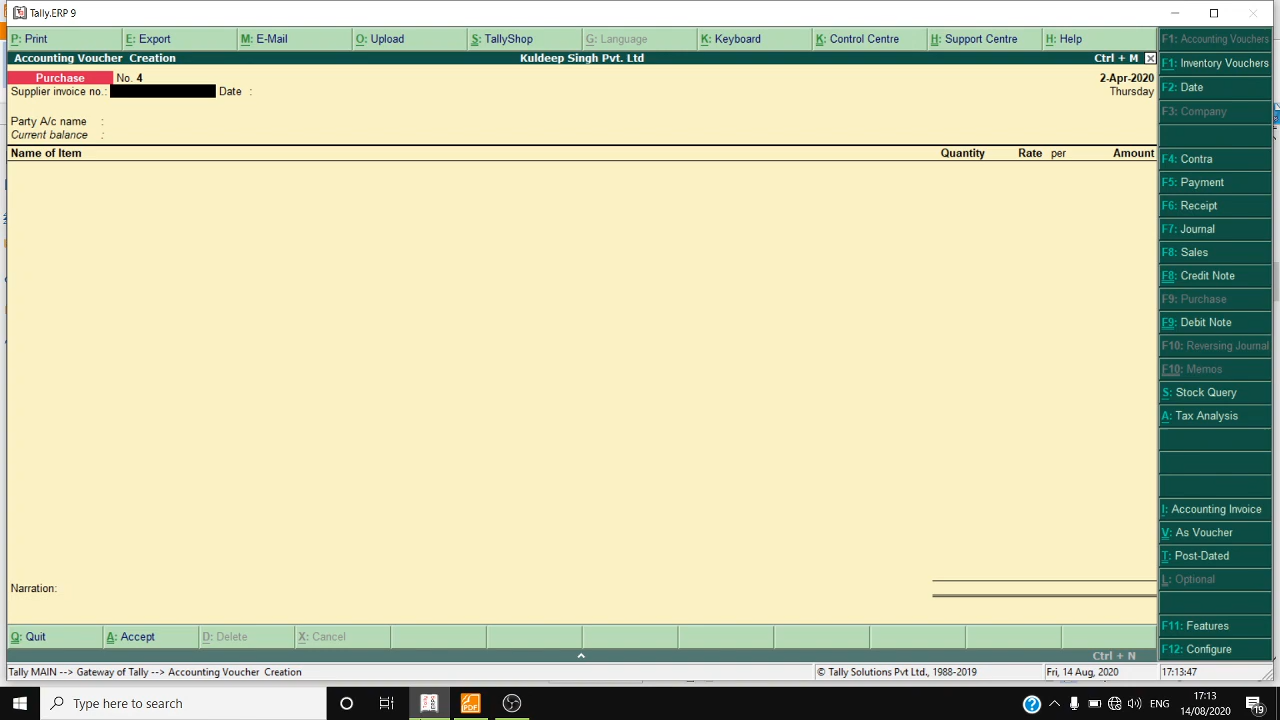 Tally.ERP 9
P: Print E: Export M: E-Mail O: Upload S: TallyShop G: Language K: Keyboard K: Control Centre H: Support Centre H: Help
F1: Accounting Vouchers
Accounting Voucher Creation Kuldeep Singh Pvt. Ltd Ctrl + M
F1: Inventory Vouchers
Purchase No. 4 2-Apr-2020
F2: Date
Supplier invoice no.: Date : Thursday
F3: Company
Party A/c name :
Current balance :
Name of Item Quantity Rate per Amount
F4: Contra
F5: Payment
F6: Receipt
F7: Journal
F8: Sales
F8: Credit Note
F9: Purchase
F9: Debit Note
F10: Reversing Journal
F10: Memos
S: Stock Query
A: Tax Analysis
I: Accounting Invoice
V: As Voucher
T: Post-Dated
L: Optional
Narration:
F11: Features
Q: Quit A: Accept D: Delete X: Cancel
F12: Configure
Ctrl + N
Tally MAIN --> Gateway of Tally --> Accounting Voucher Creation © Tally Solutions Pvt Ltd., 1988-2019 Fri, 14 Aug, 2020 17:13:47
Type here to search
PDF
ENG
17:13
14/08/2020
19